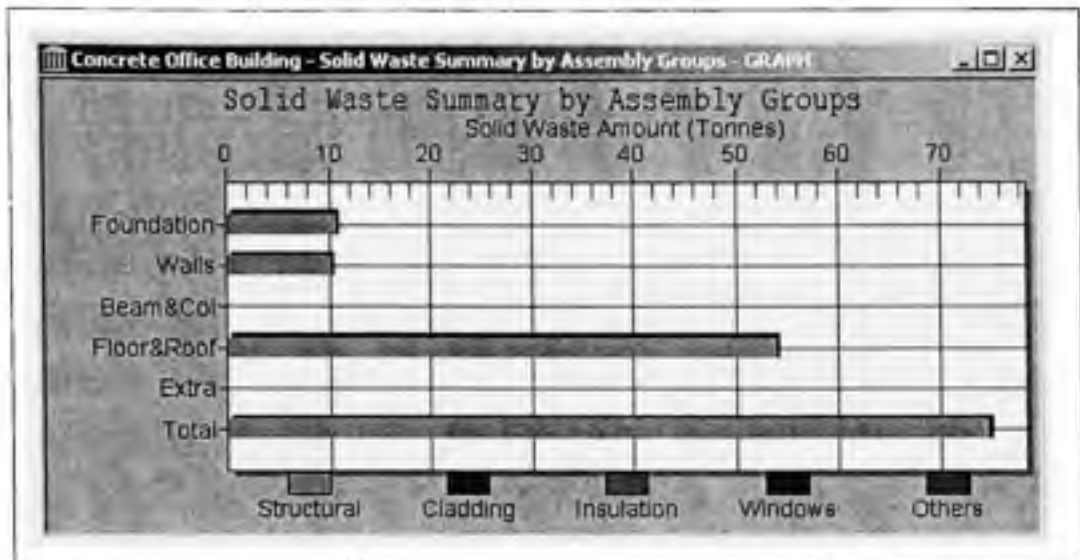 Concrete Office Building - Solid Waste Summary by Assembly Groups - GRAPH
Solid Waste Summary by Assembly Groups
Solid Waste Amount (Tonnes)
0 10 20 30 40 50 60 70
Foundation
Walls
Beam&Col
Floor&Roof
Extra
Total
Structural Cladding Insulation Windows Others